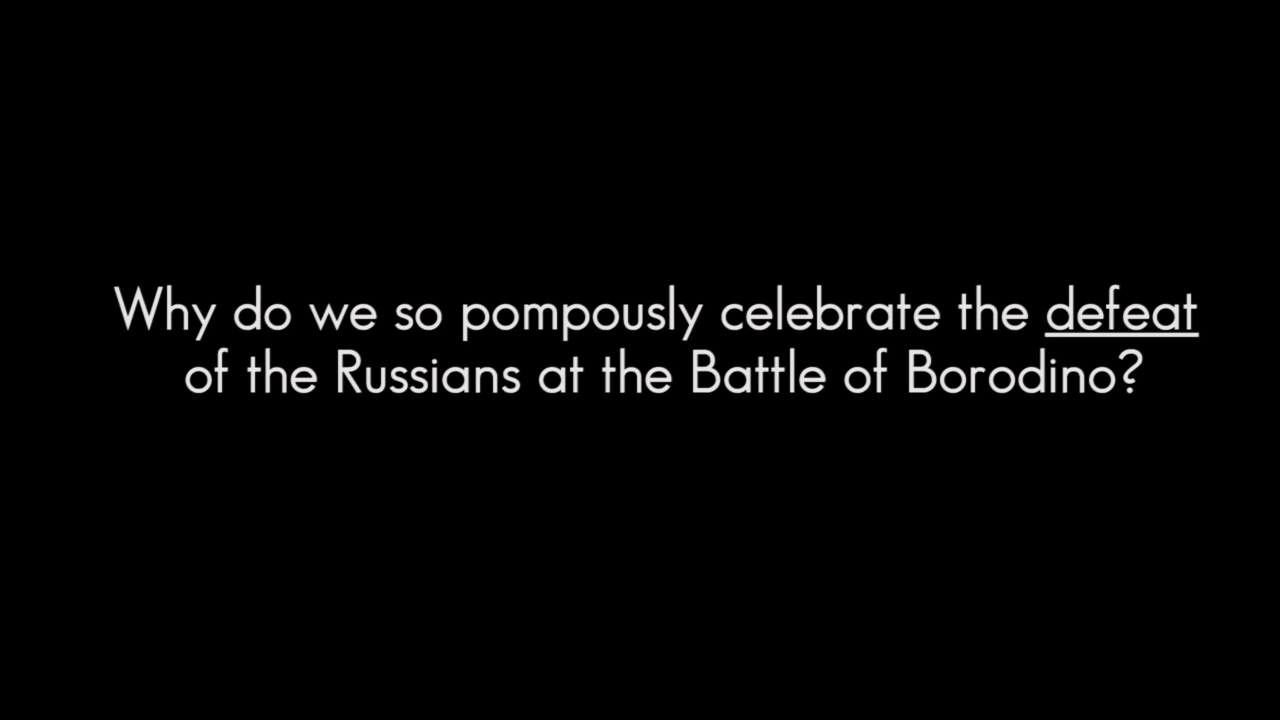 Why do we so pompously celebrate the defeat
of the Russians at the Battle of Borodino?